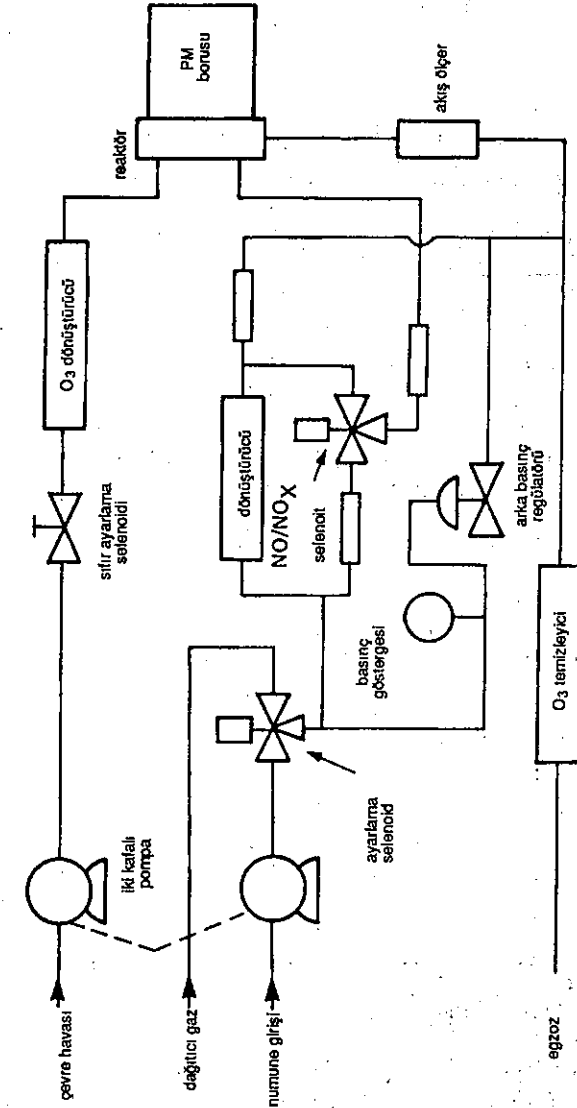 PM
borusu
reaktör
akış ölçer
O3 dönüştürücü
sıfır ayarlama
selenoidi
iki kafalı
pompa
çevre havası
dönüştürücü
NO/NOX
selenoit
arka basınç
regülatörü
basınç
göstergesi
ayarlama
selenoid
dağıtıcı gaz
numune girişi
O3 temizleyici
egzoz